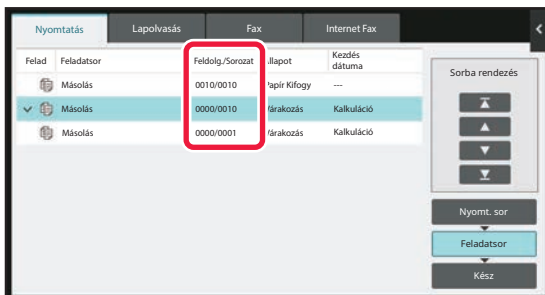 Nyomtatás Lapolvasás Fax Internet Fax
Felad Feladatsor Feldolg./Sorozat Állapot Kezdés dátuma
Másolás 0010/0010 Papír Kifogy ---
Másolás 0000/0010 Várakozás Kalkuláció
Másolás 0000/0001 Várakozás Kalkuláció
Sorba rendezés
Nyomt. sor
Feladatsor
Kész